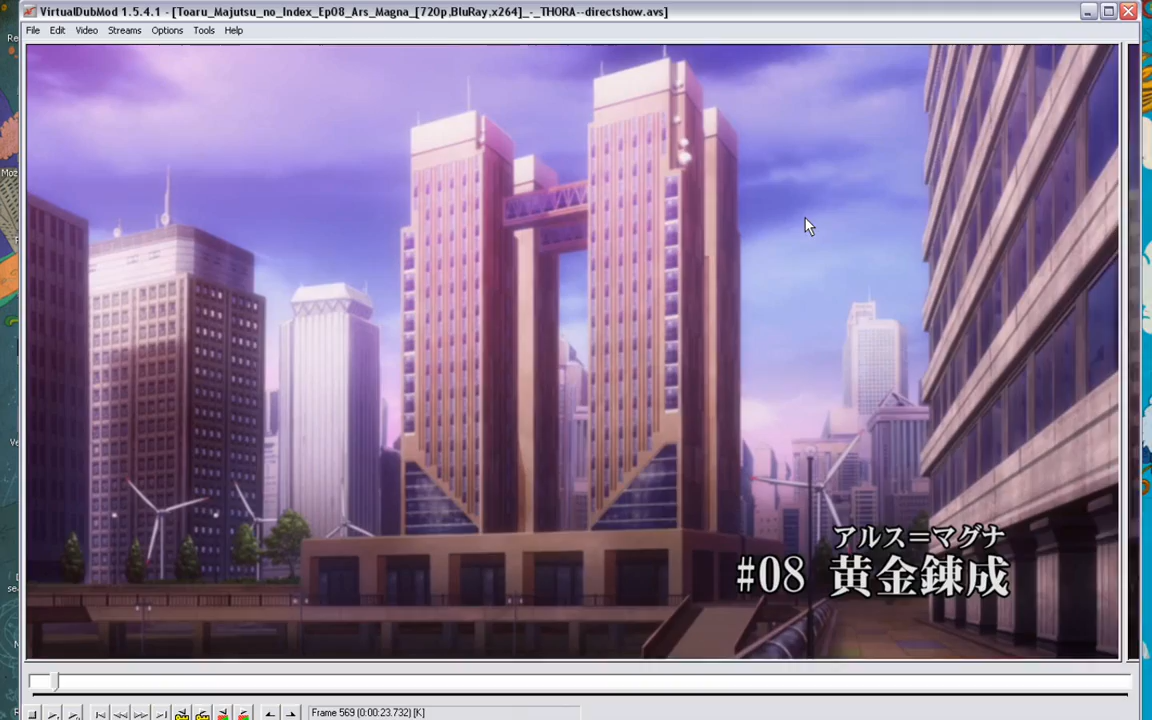 VirtualDubMod 1.5.4.1 - [Toaru_Majutsu_no_Index_Ep08_Ars_Magna_[720p,BluRay,x264]_-_THORA--directshow.avs]
File Edit Video Streams Options Tools Help
アルス=マグナ
#08 黄金錬成
Frame 569 (0:00:23.732) [K]